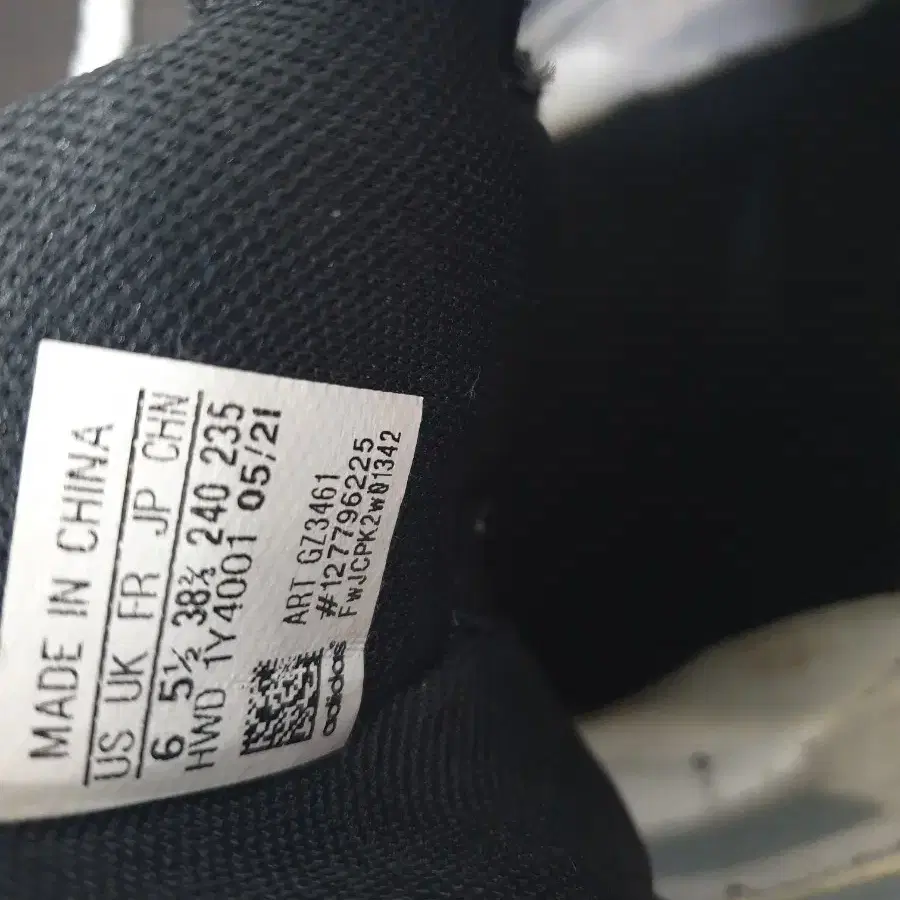 MADE IN CHINA
US UK FR JP CHN
6 5½ 38⅔ 240 235
HWD 1Y4001 05/21
ART GZ3461
#127796225
FWJCPK2W01342
adidas